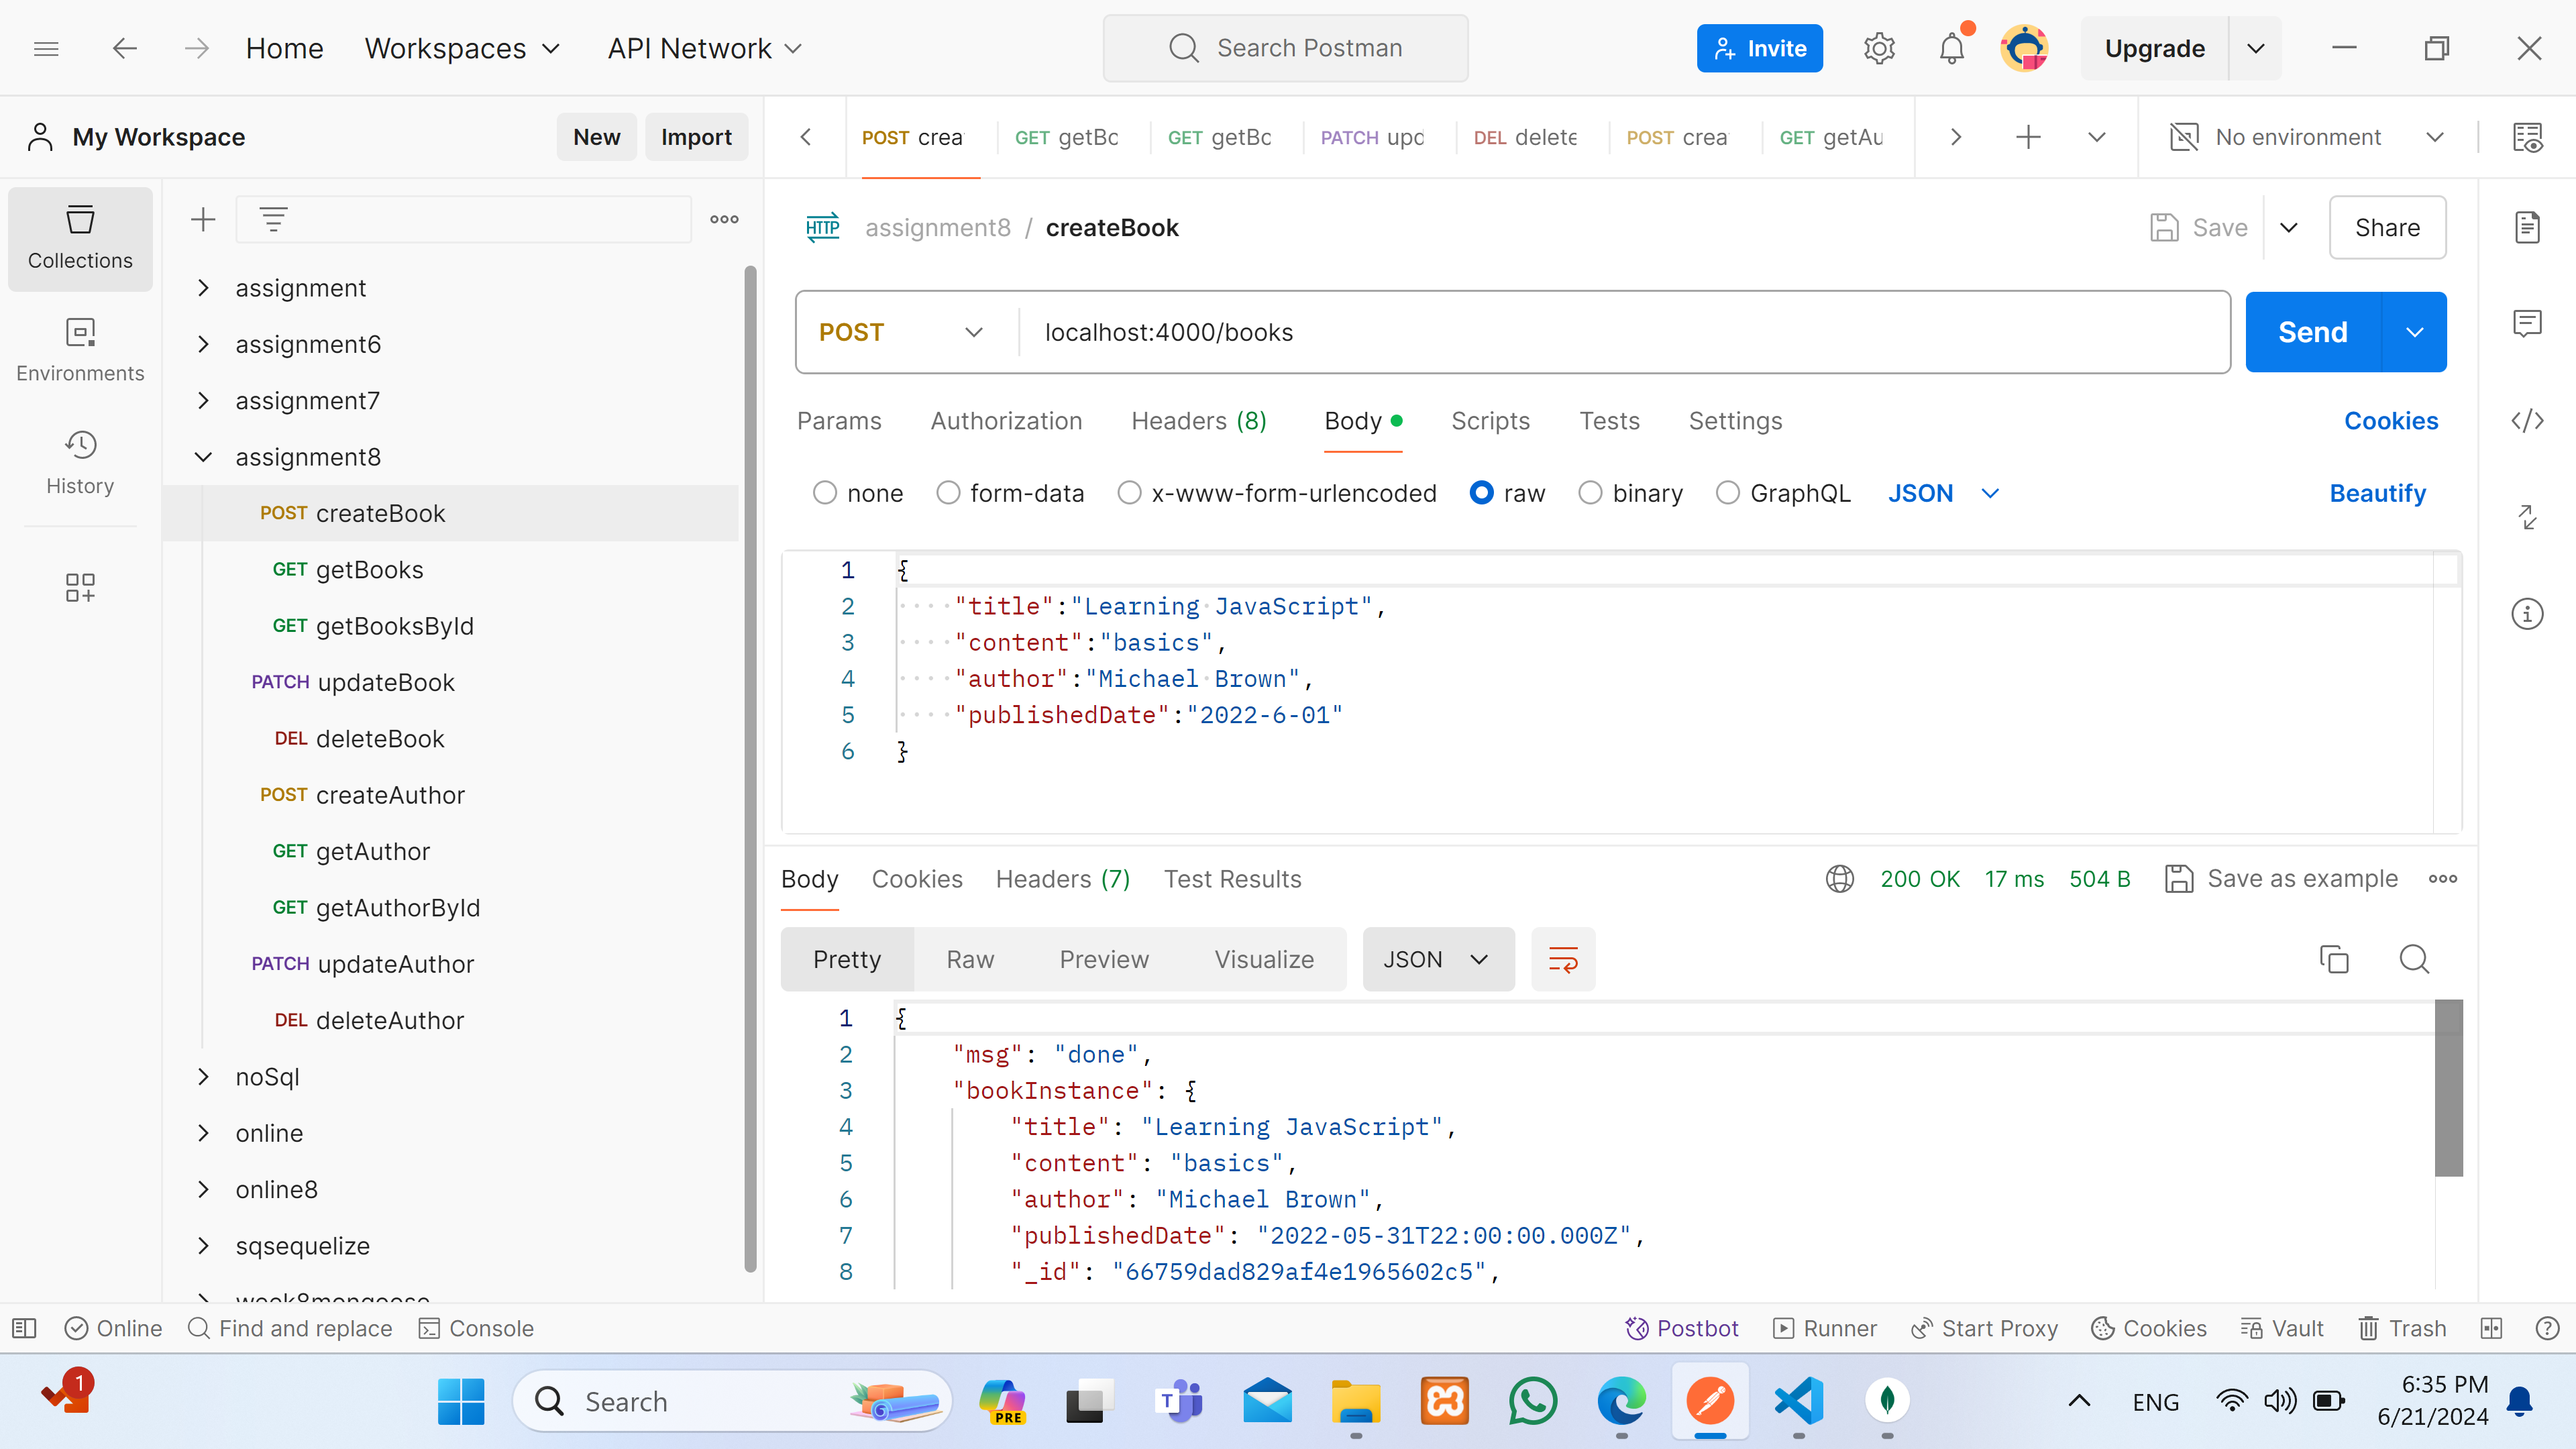 Home
Workspaces
API Network
Search Postman
Invite
Upgrade
My Workspace
New
Import
POST crea
GET getBo
GET getBo
PATCH upd
DEL delete
POST crea
GET getAu
No environment
Collections
Environments
History
assignment
assignment6
assignment7
assignment8
POST createBook
GET getBooks
GET getBooksById
PATCH updateBook
DEL deleteBook
POST createAuthor
GET getAuthor
GET getAuthorById
PATCH updateAuthor
DEL deleteAuthor
noSql
online
online8
sqsequelize
week8mongoose
HTTP assignment8 / createBook
Save
Share
POST
localhost:4000/books
Send
Params
Authorization
Headers (8)
Body
Scripts
Tests
Settings
Cookies
none
form-data
x-www-form-urlencoded
raw
binary
GraphQL
JSON
Beautify
1 {
2 "title":"Learning JavaScript",
3 "content":"basics",
4 "author":"Michael Brown",
5 "publishedDate":"2022-6-01"
6 }
Body
Cookies
Headers (7)
Test Results
200 OK
17 ms
504 B
Save as example
Pretty
Raw
Preview
Visualize
JSON
1 {
2 "msg": "done",
3 "bookInstance": {
4 "title": "Learning JavaScript",
5 "content": "basics",
6 "author": "Michael Brown",
7 "publishedDate": "2022-05-31T22:00:00.000Z",
8 "_id": "66759dad829af4e1965602c5",
Online
Find and replace
Console
Postbot
Runner
Start Proxy
Cookies
Vault
Trash
1
Search
PRE
T
ENG
6:35 PM
6/21/2024